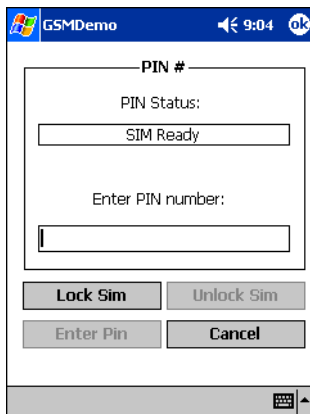 GSMDemo 9:04 ok
PIN #
PIN Status:
SIM Ready
Enter PIN number:
Lock Sim Unlock Sim
Enter Pin Cancel